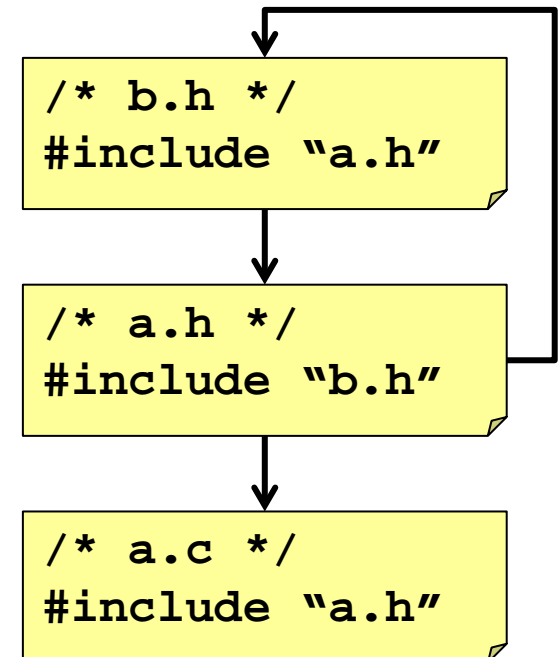 /* b.h */
#include “a.h”
/* a.h */
#include “b.h”
/* a.c */
#include “a.h”